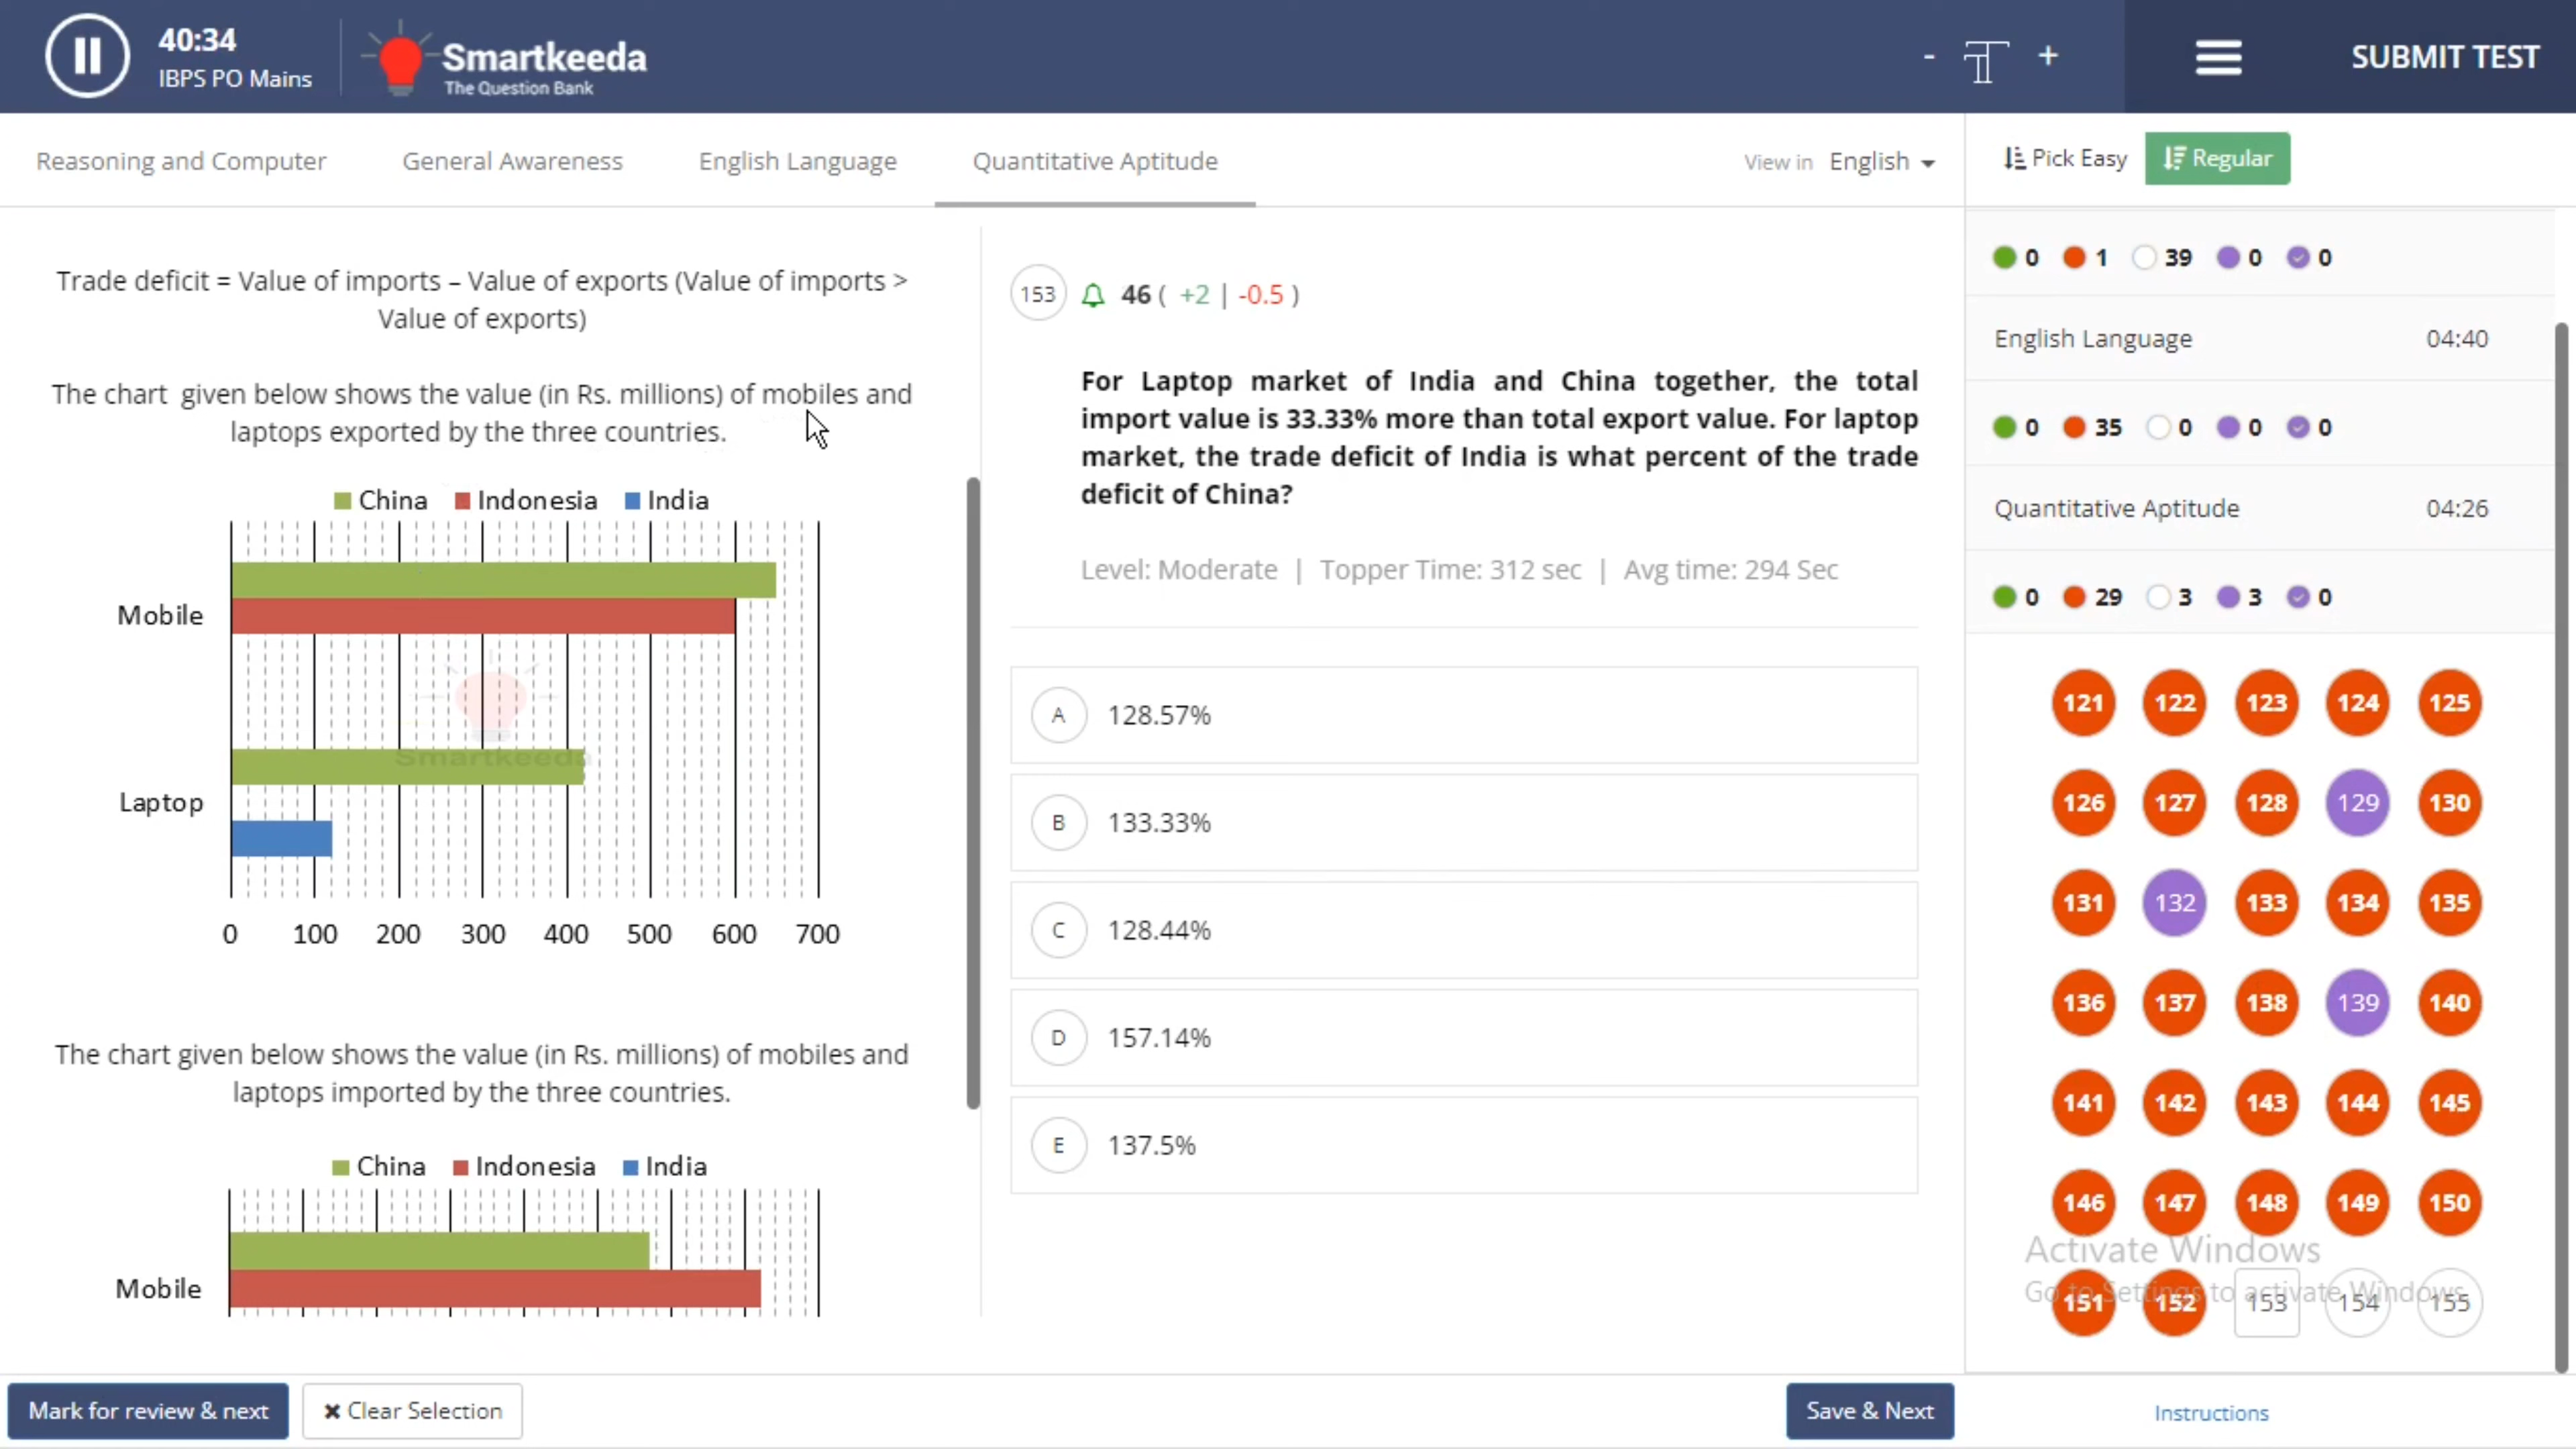 40:34
IBPS PO Mains
Smartkeeda
The Question Bank
- T +
SUBMIT TEST
Reasoning and Computer
General Awareness
English Language
Quantitative Aptitude
View in English
Pick Easy
Regular
Trade deficit = Value of imports – Value of exports (Value of imports >
Value of exports)
The chart given below shows the value (in Rs. millions) of mobiles and
laptops exported by the three countries.
China Indonesia India
Mobile
Smartkeeda
Laptop
0 100 200 300 400 500 600 700
The chart given below shows the value (in Rs. millions) of mobiles and
laptops imported by the three countries.
China Indonesia India
Mobile
153 46 ( +2 | -0.5 )
For Laptop market of India and China together, the total
import value is 33.33% more than total export value. For laptop
market, the trade deficit of India is what percent of the trade
deficit of China?
Level: Moderate | Topper Time: 312 sec | Avg time: 294 Sec
A 128.57%
B 133.33%
C 128.44%
D 157.14%
E 137.5%
0 1 39 0 0
English Language 04:40
0 35 0 0 0
Quantitative Aptitude 04:26
0 29 3 3 0
121 122 123 124 125
126 127 128 129 130
131 132 133 134 135
136 137 138 139 140
141 142 143 144 145
146 147 148 149 150
Activate Windows
Go to Settings to activate Windows.
151 152 153 154 155
Mark for review & next
Clear Selection
Save & Next
Instructions